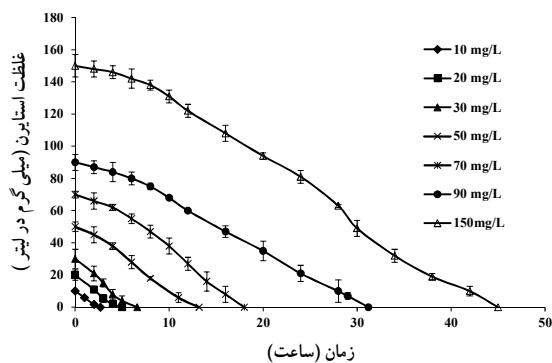 180
160
140
120
100
80
60
40
20
0
غلظت استایرن (میلی گرم در لیتر )
10 mg/L
20 mg/L
30 mg/L
50 mg/L
70 mg/L
90 mg/L
150mg/L
0 10 20 30 40 50
زمان (ساعت)